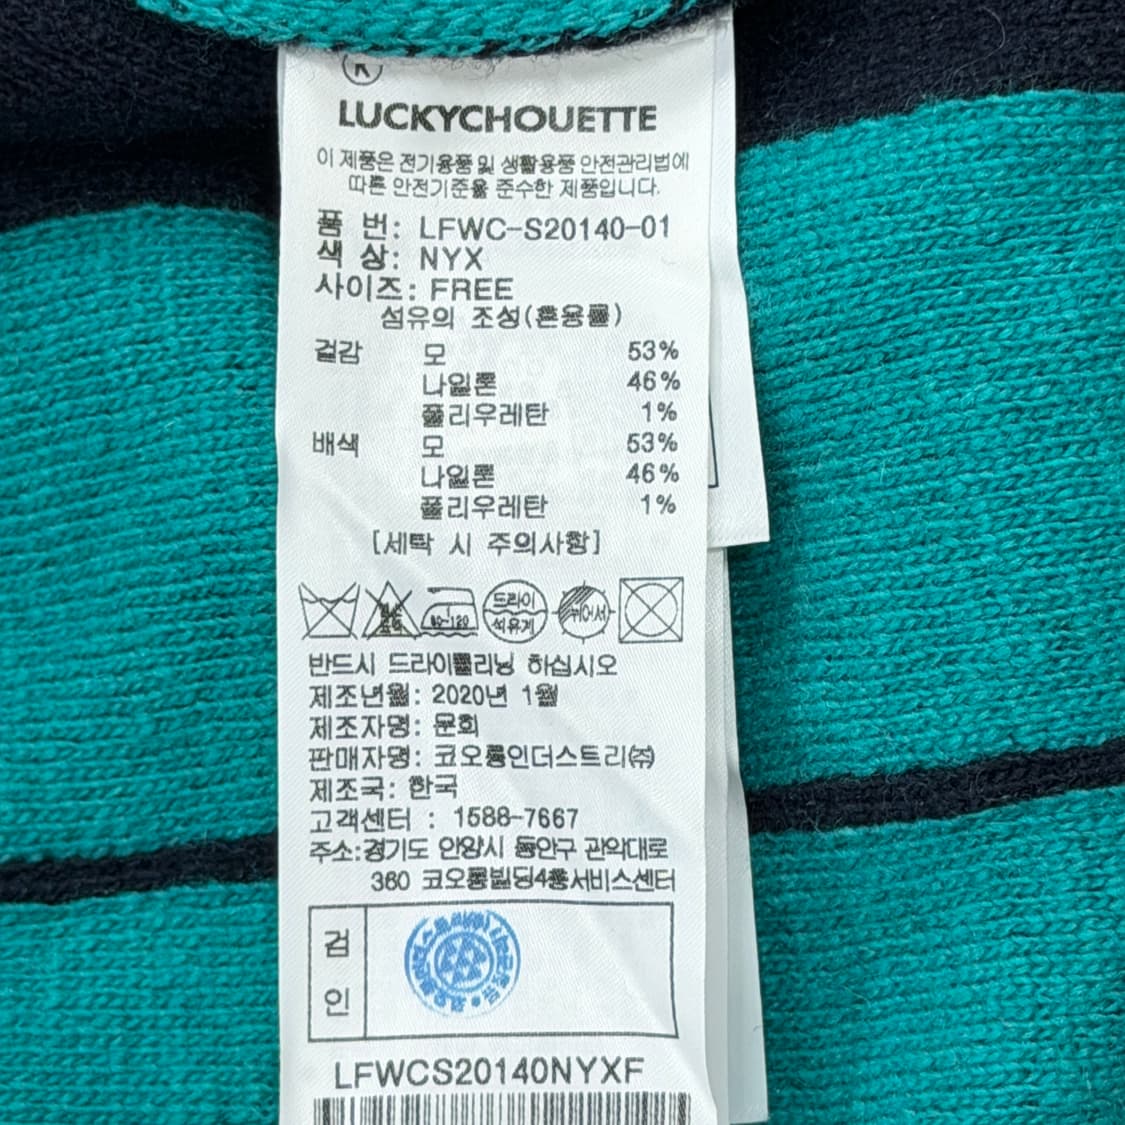 LUCKYCHOUETTE
이 제품은 전기용품 및 생활용품 안전관리법에
따른 안전기준을 준수한 제품입니다.
품 번: LFWC-S20140-01
색 상: NYX
사이즈: FREE
섬유의 조성(혼용률)
겉감 모 53%
나일론 46%
폴리우레탄 1%
배색 모 53%
나일론 46%
폴리우레탄 1%
[세탁 시 주의사항]
80-120 드라이 석유계 뉘어서
반드시 드라이클리닝 하십시오
제조년월: 2020년 1월
제조자명: 문화
판매자명: 코오롱인더스트리㈜
제조국: 한국
고객센터 : 1588-7667
주소:경기도 안양시 동안구 관악대로
360 코오롱빌딩4층서비스센터
검인
LFWCS20140NYXF